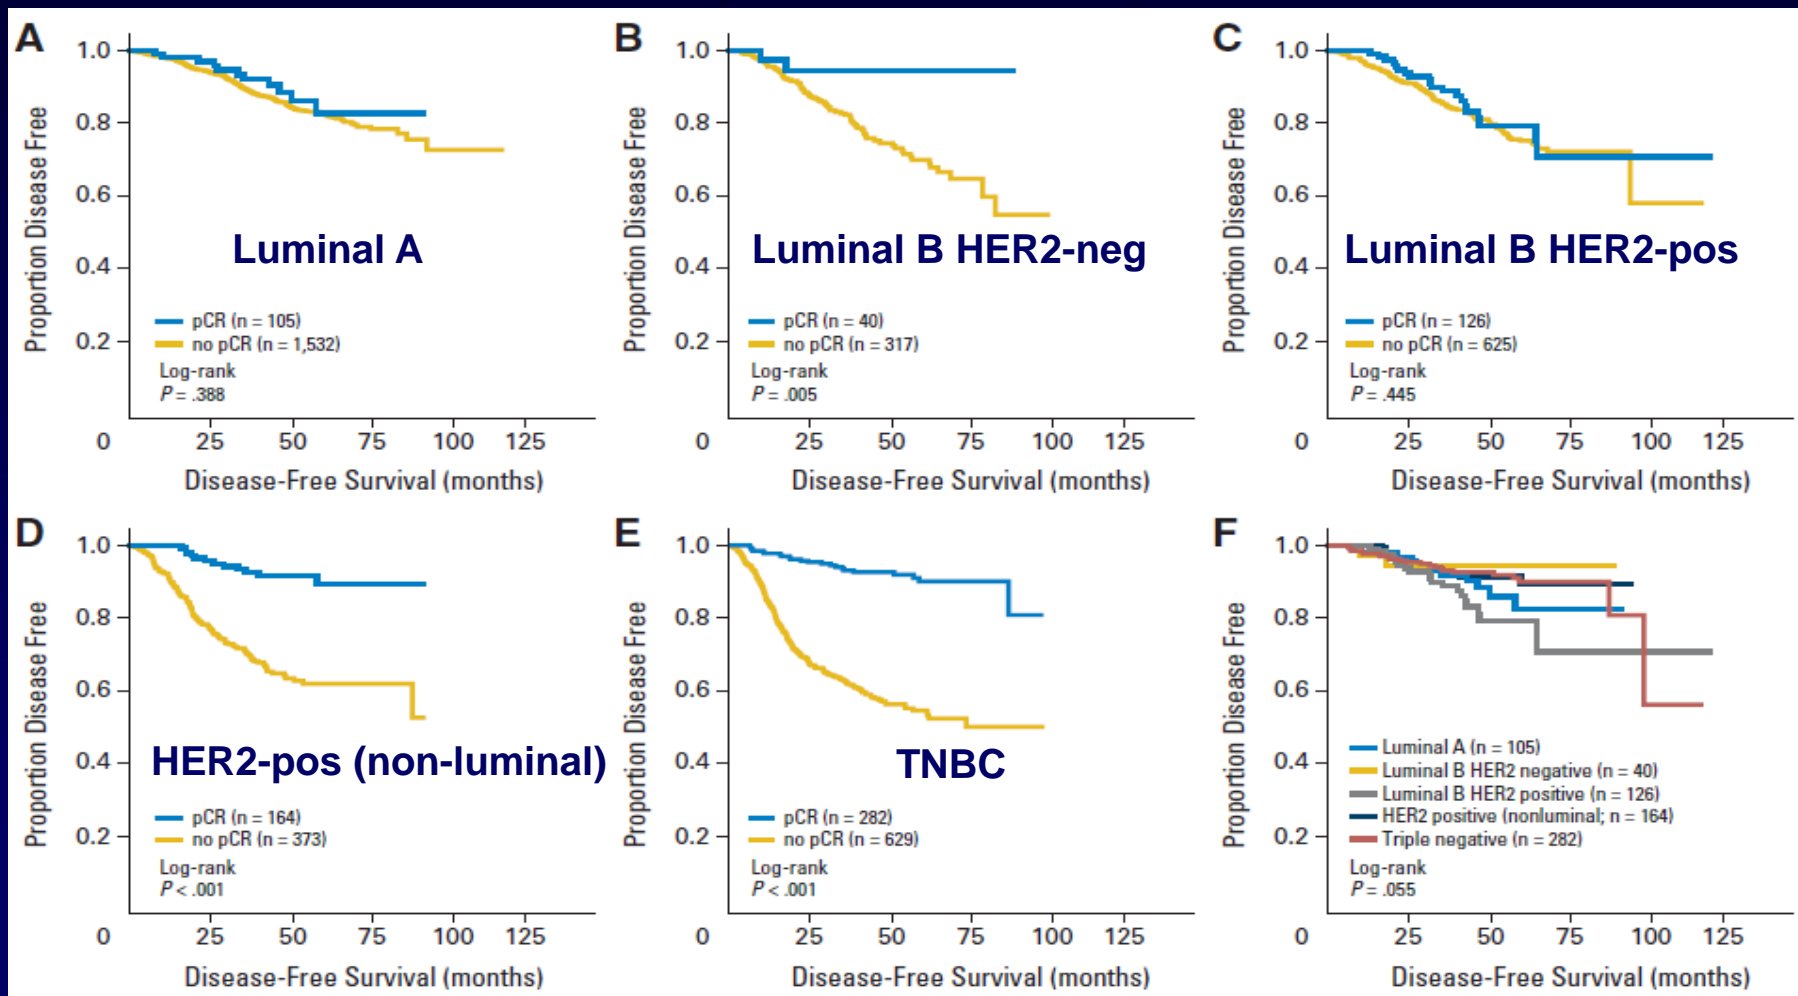 A
Proportion Disease Free
1.0
0.8
0.6
0.4
0.2
0
Luminal A
pCR (n = 105)
no pCR (n = 1,532)
Log-rank
P = .388
25 50 75 100 125
Disease-Free Survival (months)
B
Proportion Disease Free
1.0
0.8
0.6
0.4
0.2
0
Luminal B HER2-neg
pCR (n = 40)
no pCR (n = 317)
Log-rank
P = .005
25 50 75 100 125
Disease-Free Survival (months)
C
Proportion Disease Free
1.0
0.8
0.6
0.4
0.2
0
Luminal B HER2-pos
pCR (n = 126)
no pCR (n = 625)
Log-rank
P = .445
25 50 75 100 125
Disease-Free Survival (months)
D
Proportion Disease Free
1.0
0.8
0.6
0.4
0.2
0
HER2-pos (non-luminal)
pCR (n = 164)
no pCR (n = 373)
Log-rank
P < .001
25 50 75 100 125
Disease-Free Survival (months)
E
Proportion Disease Free
1.0
0.8
0.6
0.4
0.2
0
TNBC
pCR (n = 282)
no pCR (n = 629)
Log-rank
P < .001
25 50 75 100 125
Disease-Free Survival (months)
F
Proportion Disease Free
1.0
0.8
0.6
0.4
0.2
0
Luminal A (n = 105)
Luminal B HER2 negative (n = 40)
Luminal B HER2 positive (n = 126)
HER2 positive (nonluminal; n = 164)
Triple negative (n = 282)
Log-rank
P = .055
25 50 75 100 125
Disease-Free Survival (months)